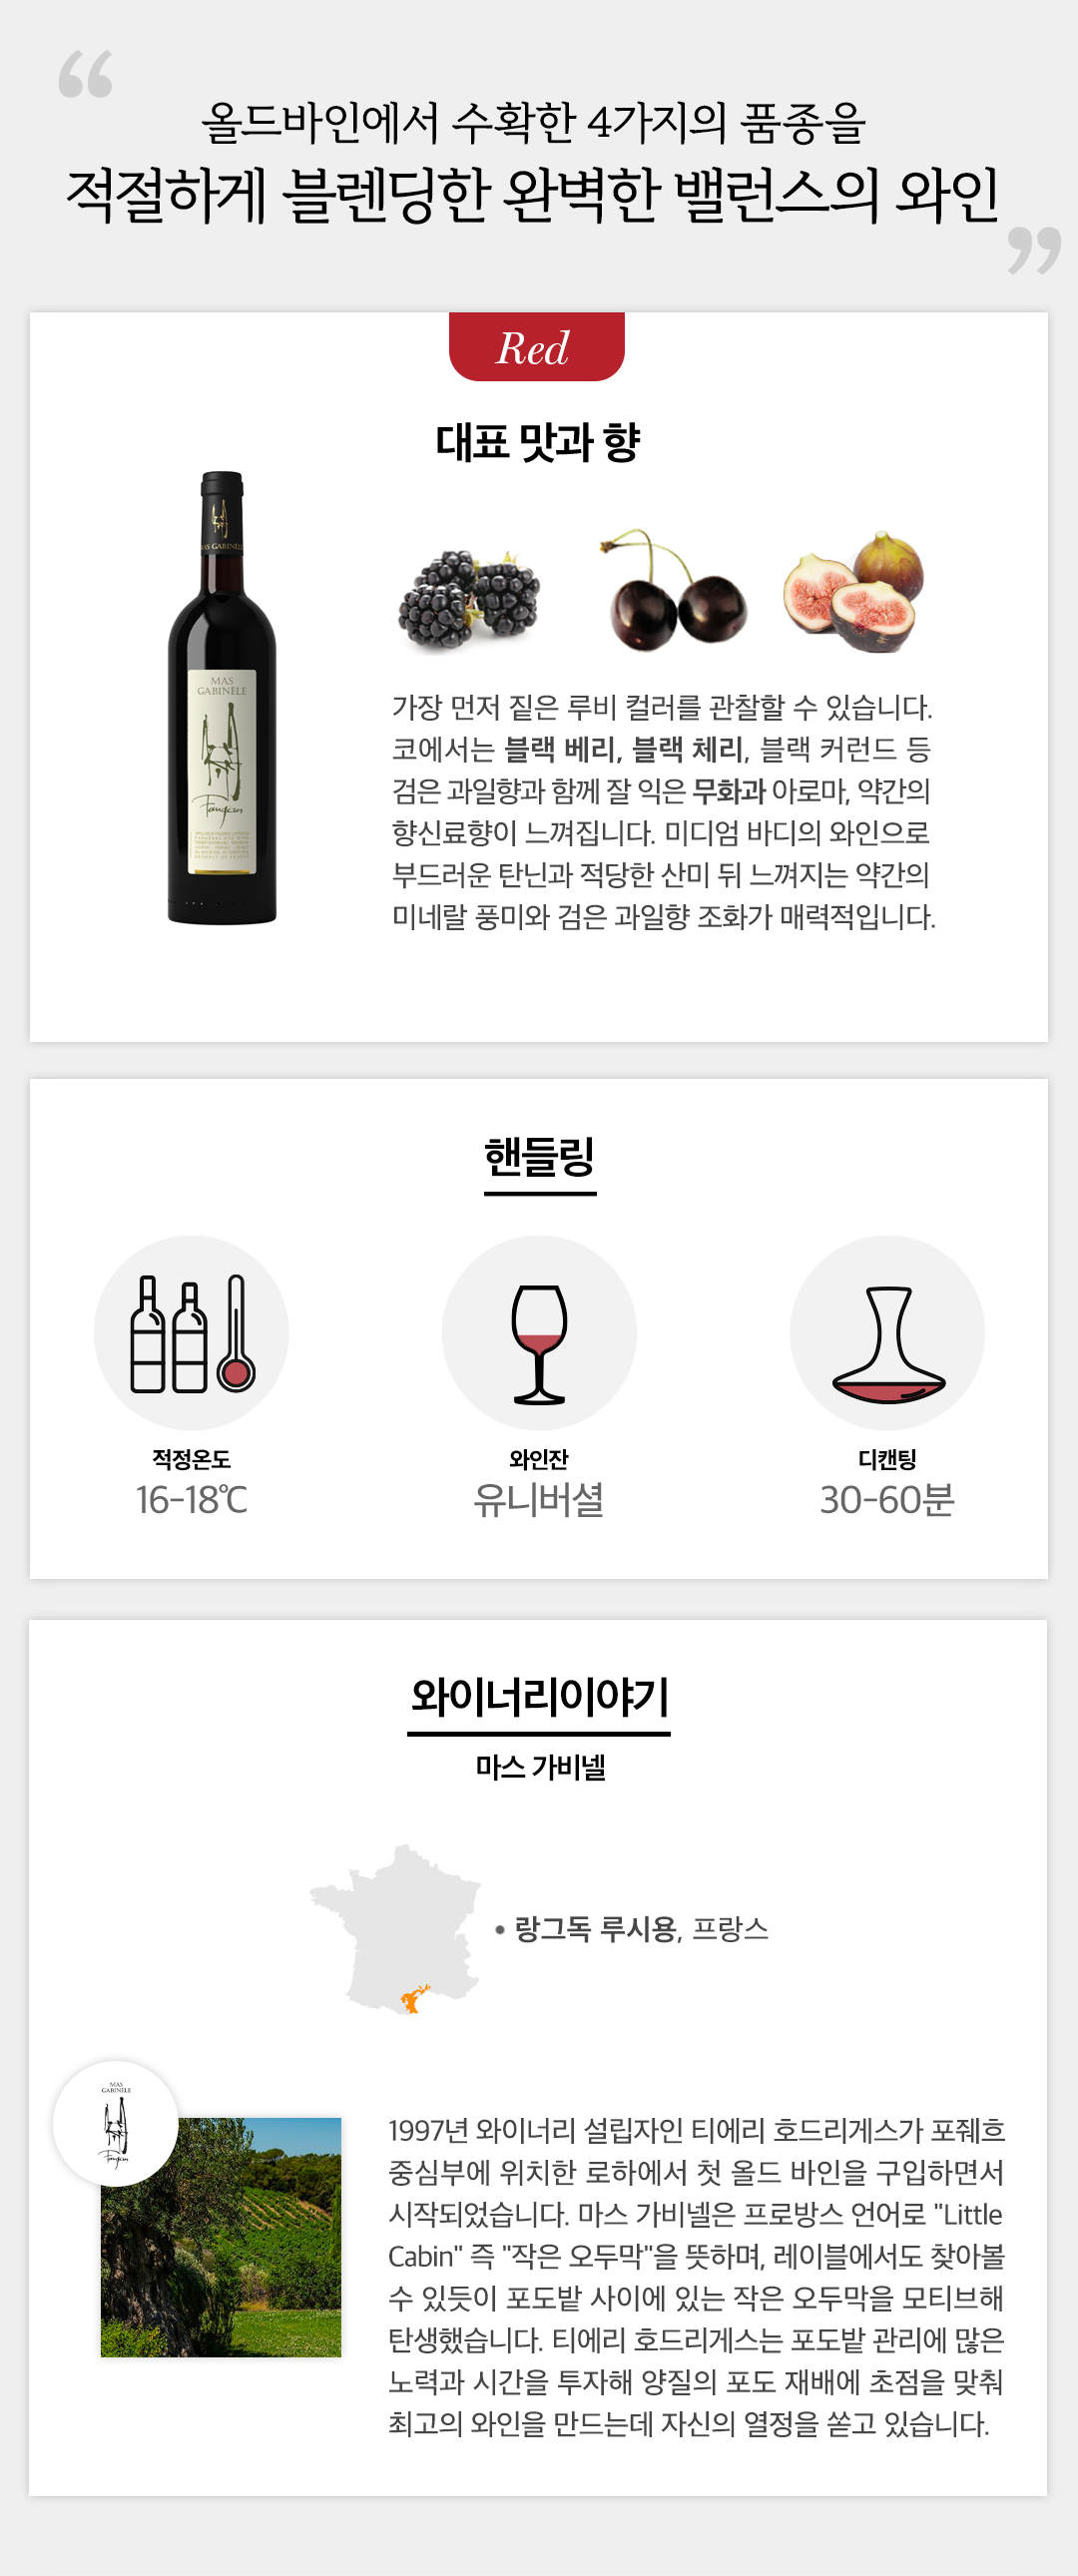 “
올드바인에서 수확한 4가지의 품종을
적절하게 블렌딩한 완벽한 밸런스의 와인
”
Red
대표 맛과 향
MAS GABINELE
MAS
GABINELE
Faugères
PRODUCT OF FRANCE
가장 먼저 짙은 루비 컬러를 관찰할 수 있습니다.
코에서는 블랙 베리, 블랙 체리, 블랙 커런드 등
검은 과일향과 함께 잘 익은 무화과 아로마, 약간의
향신료향이 느껴집니다. 미디엄 바디의 와인으로
부드러운 탄닌과 적당한 산미 뒤 느껴지는 약간의
미네랄 풍미와 검은 과일향 조화가 매력적입니다.
핸들링
적정온도
16-18℃
와인잔
유니버셜
디캔팅
30-60분
와이너리이야기
마스 가비넬
• 랑그독 루시용, 프랑스
MAS
GABINELE
Faugères
1997년 와이너리 설립자인 티에리 호드리게스가 포줴흐
중심부에 위치한 로하에서 첫 올드 바인을 구입하면서
시작되었습니다. 마스 가비넬은 프로방스 언어로 "Little
Cabin" 즉 "작은 오두막"을 뜻하며, 레이블에서도 찾아볼
수 있듯이 포도밭 사이에 있는 작은 오두막을 모티브해
탄생했습니다. 티에리 호드리게스는 포도밭 관리에 많은
노력과 시간을 투자해 양질의 포도 재배에 초점을 맞춰
최고의 와인을 만드는데 자신의 열정을 쏟고 있습니다.